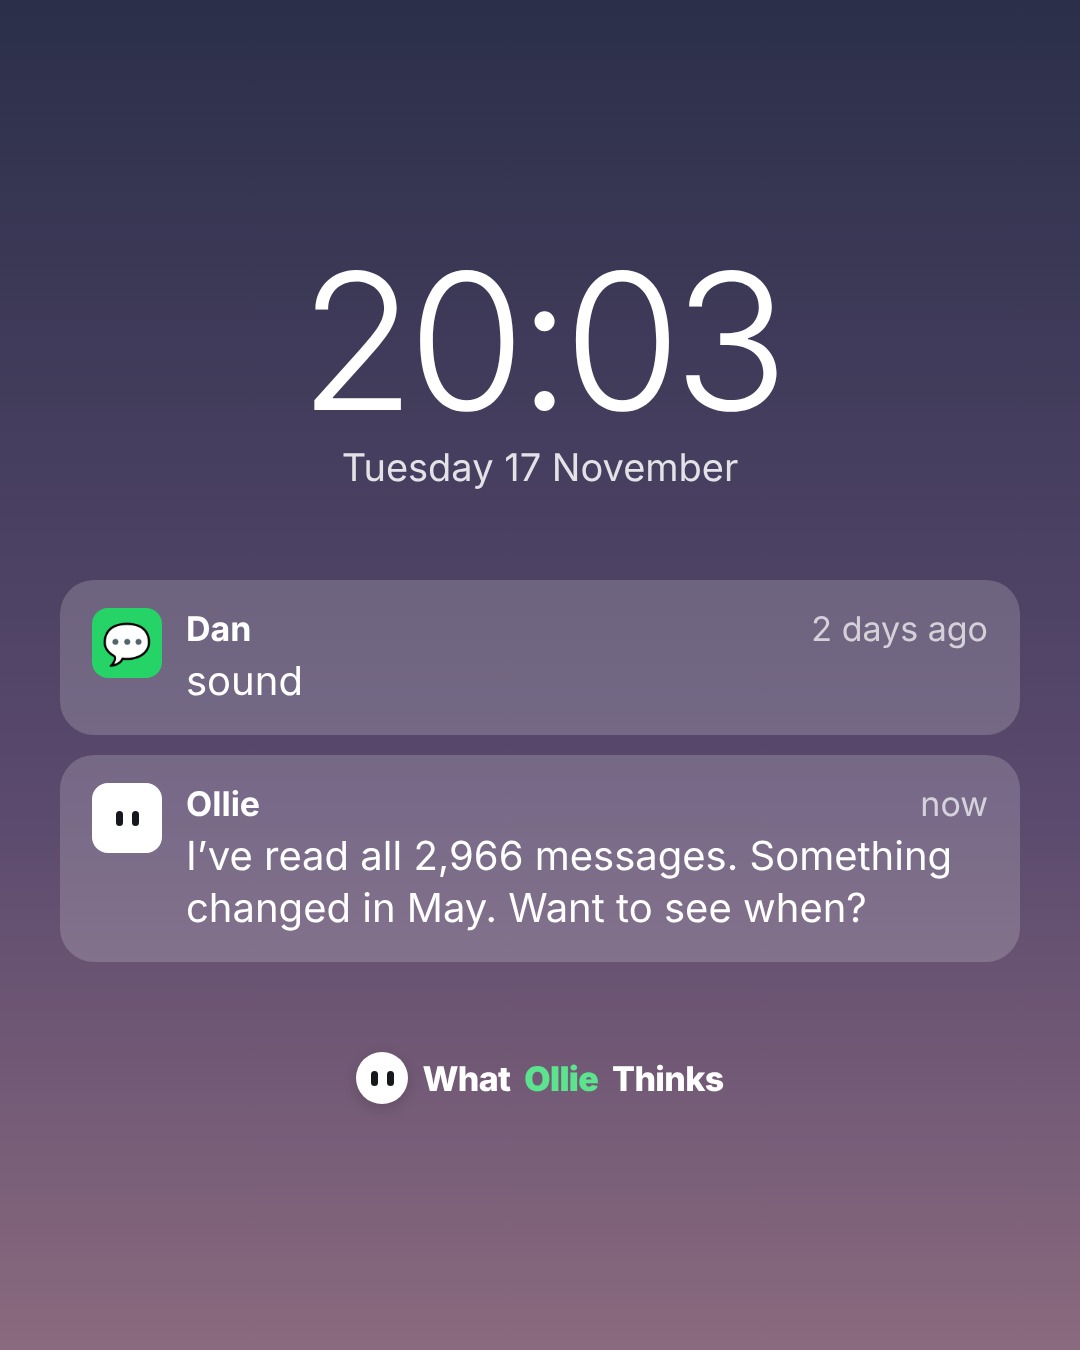 20:03
Tuesday 17 November
Dan
2 days ago
sound
Ollie
now
I’ve read all 2,966 messages. Something
changed in May. Want to see when?
What Ollie Thinks